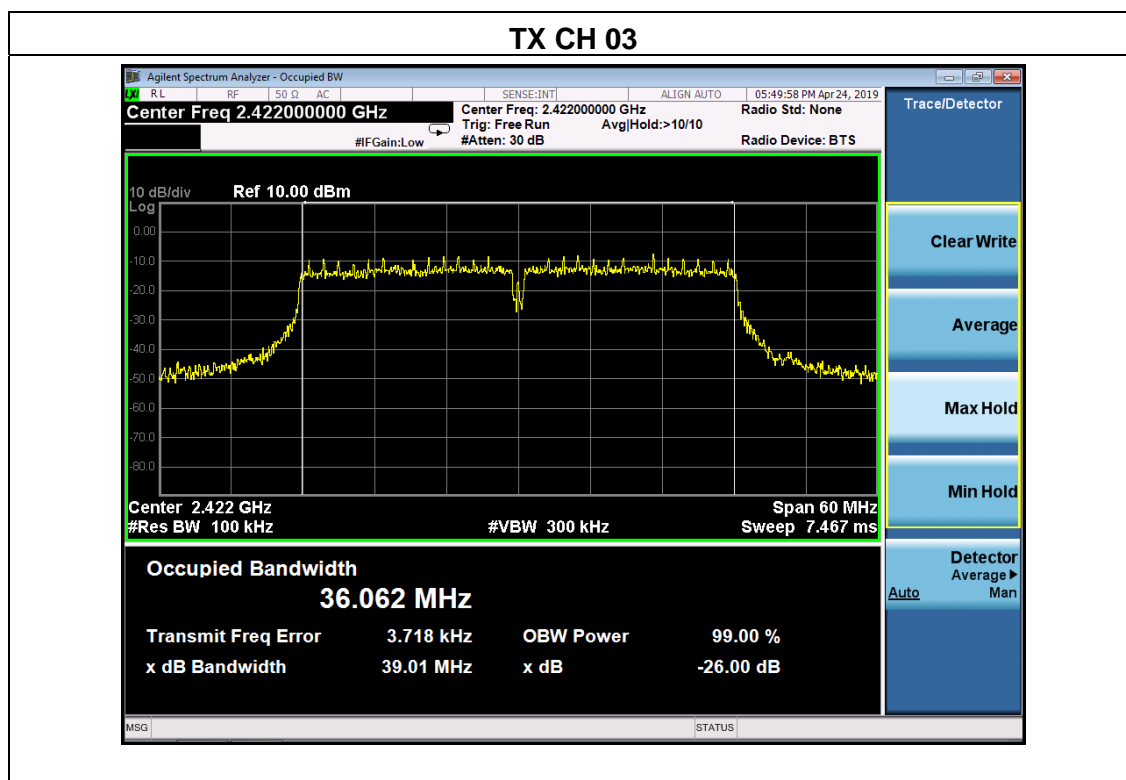 TX CH 03
Agilent Spectrum Analyzer - Occupied BW
LXI RL RF 50 Ω AC SENSE:INT ALIGN AUTO 05:49:58 PM Apr 24, 2019
Center Freq 2.422000000 GHz
Center Freq: 2.422000000 GHz
Radio Std: None
Trig: Free Run Avg|Hold:>10/10
#IFGain:Low
#Atten: 30 dB
Radio Device: BTS
Trace/Detector
10 dB/div Ref 10.00 dBm
Log
0.00
-10.0
-20.0
-30.0
-40.0
-50.0
-60.0
-70.0
-80.0
Center 2.422 GHz Span 60 MHz
#Res BW 100 kHz #VBW 300 kHz Sweep 7.467 ms
Clear Write
Average
Max Hold
Min Hold
Detector
Average
Auto Man
Occupied Bandwidth
36.062 MHz
Transmit Freq Error 3.718 kHz OBW Power 99.00 %
x dB Bandwidth 39.01 MHz x dB -26.00 dB
MSG STATUS